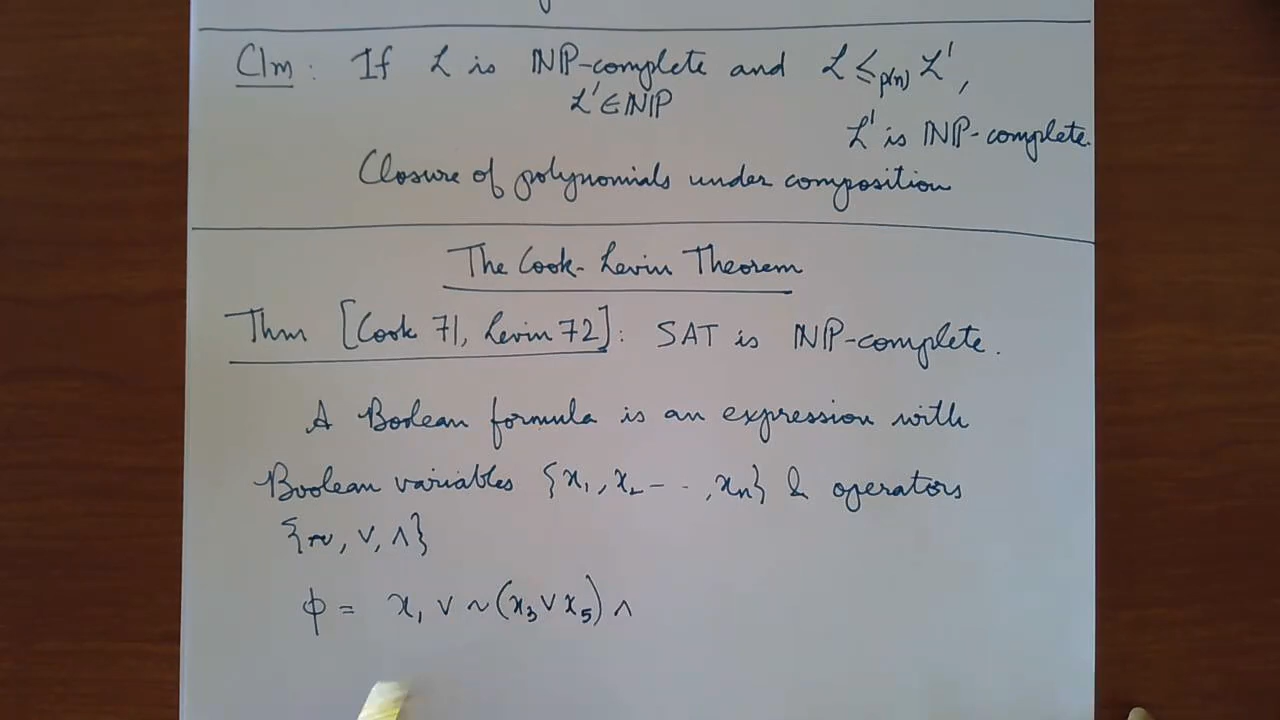 Clm: If L is NP-complete and L ≤p(n) L',
L' ∈ NP
L' is NP-complete.
Closure of polynomials under composition
The Cook-Levin Theorem
Thm [Cook 71, Levin 72]: SAT is NP-complete.
A Boolean formula is an expression with
Boolean variables {x₁, x₂ - - ·, xₙ} & operators
{~, ∨, ∧}
ϕ = x₁ ∨ ~(x₃ ∨ x₅) ∧